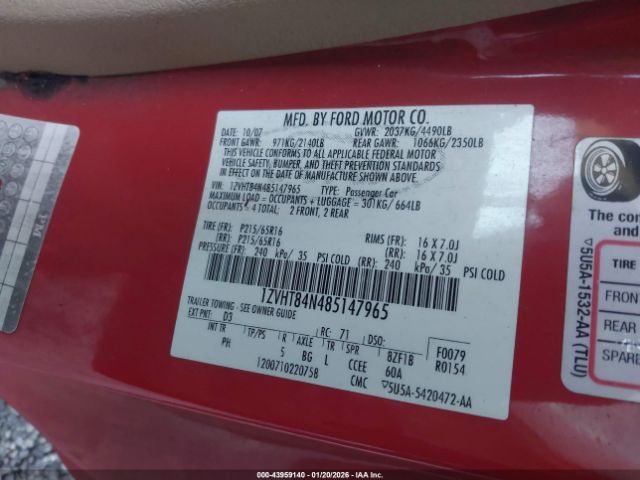 MFD. BY FORD MOTOR CO.
DATE: 10/07 GVWR: 2037KG/4490LB
FRONT GAWR: 971KG/2140LB REAR GAWR: 1066KG/2350LB
THIS VEHICLE CONFORMS TO ALL APPLICABLE FEDERAL MOTOR
VEHICLE SAFETY, BUMPER, AND THEFT PREVENTION STANDARDS
IN EFFECT ON THE DATE OF MANUFACTURE SHOWN ABOVE.
VIN: 1ZVHT84N485147965 TYPE: Passenger Car
MAXIMUM LOAD = OCCUPANTS + LUGGAGE = 301KG/664LB
OCCUPANTS: 4 TOTAL; 2 FRONT, 2 REAR
TIRE (FR): P215/65R16 RIMS (FR): 16 X 7.0J
(RR): P215/65R16 (RR): 16 X 7.0J
PRESSURE (FR): 240 kPa/ 35 PSI COLD (RR): 240 kPa/ 35 PSI COLD
1ZVHT84N485147965
TRAILER TOWING - SEE OWNER GUIDE
EXT PNT: D3 RC: 71 DSO: F0079
INT TR TP/PS R AXLE TR SPR 8ZF1B R0154
PH 5 BG L CCEE 60A
1200710220758 CMC ▽5U5A-5420472-AA
PM
The co
and
TIRE
FRON
REAR
SPARE
▽5U5A-1532-AA (TLU)
000-43959140 | 01/20/2026 | IAA Inc.